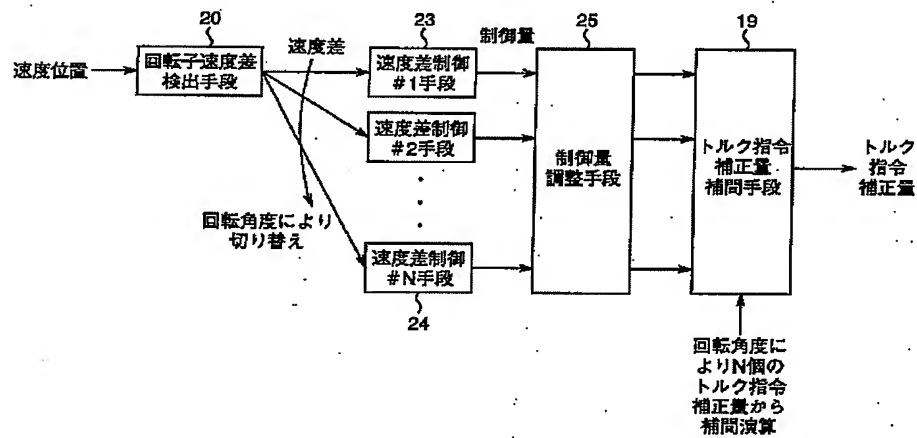 20
23
25
19
速度差
制御量
速度位置
回転子速度差
検出手段
速度差制御
#1手段
速度差制御
#2手段
制御量
調整手段
トルク指令
補正量
補間手段
トルク
指令
補正量
回転角度により
切り替え
速度差制御
#N手段
24
回転角度に
よりN個の
トルク指令
補正量から
補間演算